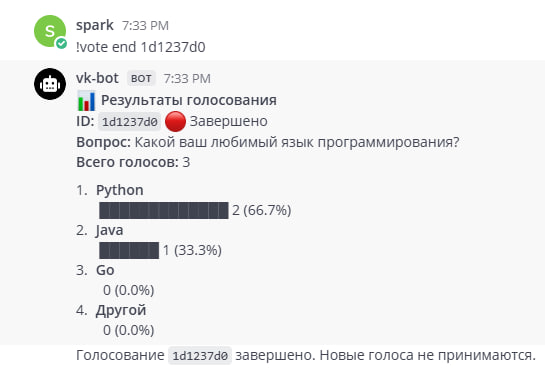 S spark 7:33 PM
!vote end 1d1237d0
vk-bot BOT 7:33 PM
Результаты голосования
ID: 1d1237d0 Завершено
Вопрос: Какой ваш любимый язык программирования?
Всего голосов: 3
1. Python
2 (66.7%)
2. Java
1 (33.3%)
3. Go
0 (0.0%)
4. Другой
0 (0.0%)
Голосование 1d1237d0 завершено. Новые голоса не принимаются.